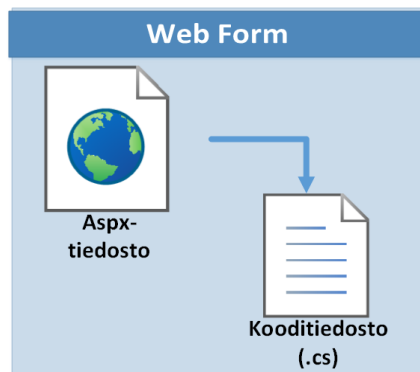 Web Form
Aspx-
tiedosto
Kooditiedosto
(.cs)